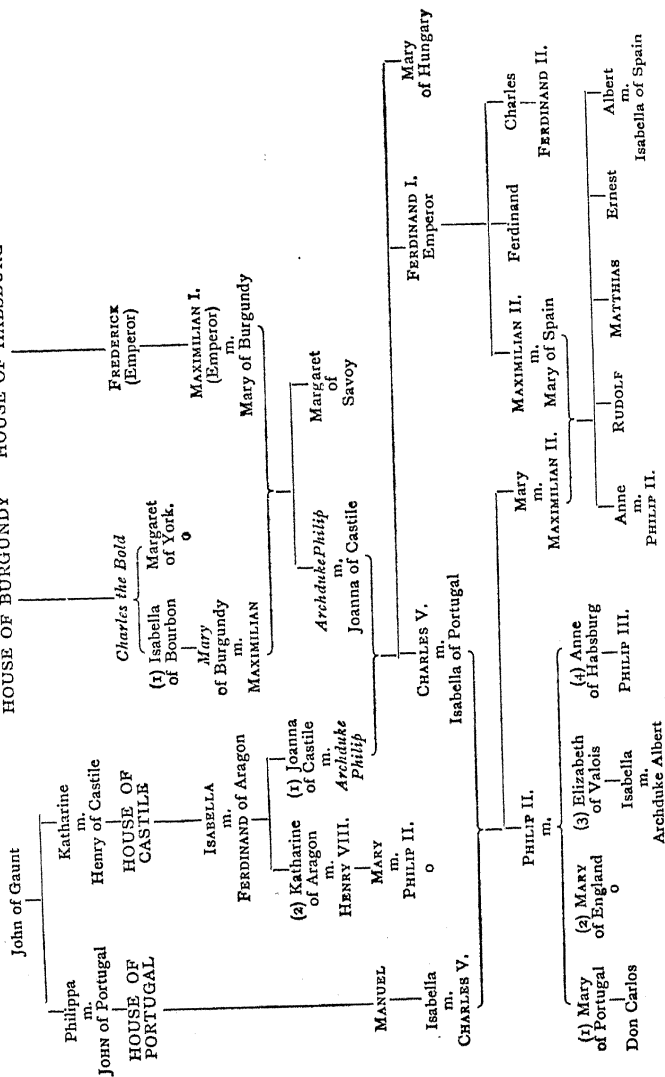 HOUSE OF BURGUNDY HOUSE OF HABSBURG
John of Gaunt
Philippa
m.
JOHN of Portugal
HOUSE OF
PORTUGAL
Katharine
m.
Henry of Castile
HOUSE OF
CASTILE
Charles the Bold
(1) Isabella
of Bourbon
Margaret
of York.
o
Mary
of Burgundy
m.
MAXIMILIAN
FREDERICK
(Emperor)
MAXIMILIAN I.
(Emperor)
m.
Mary of Burgundy
ISABELLA
m.
FERDINAND of Aragon
(2) Katharine
of Aragon
m.
HENRY VIII.
MARY
m.
PHILIP II.
o
(1) Joanna
of Castile
m.
Archduke
Philip
Archduke Philip
m.
Joanna of Castile
Margaret
of
Savoy
MANUEL
Isabella
m.
CHARLES V.
CHARLES V.
m.
Isabella of Portugal
FERDINAND I.
Emperor
Mary
of Hungary
PHILIP II.
m.
Mary
m.
MAXIMILIAN II.
MAXIMILIAN II.
m.
Mary of Spain
Ferdinand
Charles
FERDINAND II.
(1) Mary
of Portugal
Don Carlos
(2) MARY
of England
o
(3) Elizabeth
of Valois
Isabella
m.
Archduke Albert
(4) Anne
of Habsburg
PHILIP III.
Anne
m.
PHILIP II.
RUDOLF
MATTHIAS
Ernest
Albert
m.
Isabella of Spain